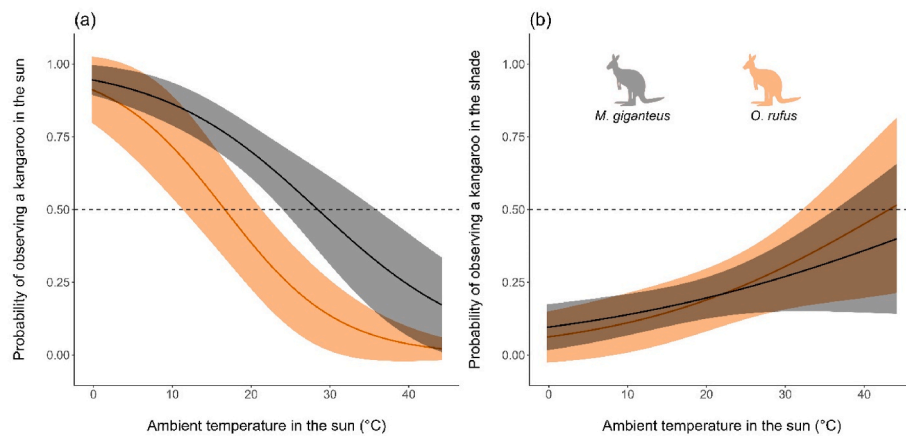 (a)
Probability of observing a kangaroo in the sun
1.00
0.75
0.50
0.25
0.00
0
10
20
30
40
Ambient temperature in the sun (°C)
(b)
Probability of observing a kangaroo in the shade
1.00
0.75
0.50
0.25
0.00
0
10
20
30
40
Ambient temperature in the sun (°C)
M. giganteus
O. rufus